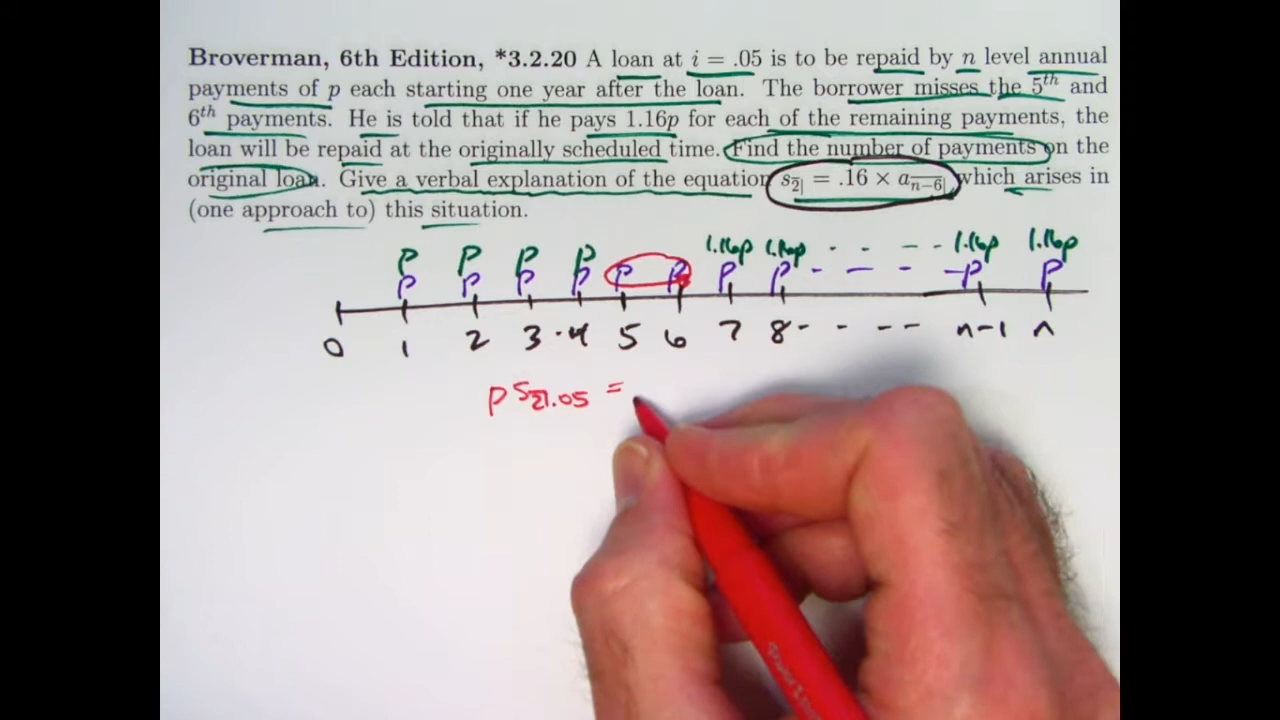 Broverman, 6th Edition, *3.2.20 A loan at i = .05 is to be repaid by n level annual
payments of p each starting one year after the loan. The borrower misses the 5th and
6th payments. He is told that if he pays 1.16p for each of the remaining payments, the
loan will be repaid at the originally scheduled time. Find the number of payments on the
original loan. Give a verbal explanation of the equation s_{2|} = .16 × a_{n−6|} which arises in
(one approach to) this situation.
P P P P 1.16p 1.16p - - - - - 1.16p 1.16p
P P P P P P P P - - - - P P
0 1 2 3 4 5 6 7 8 - - - - n-1 n
P s_{2|.05} =